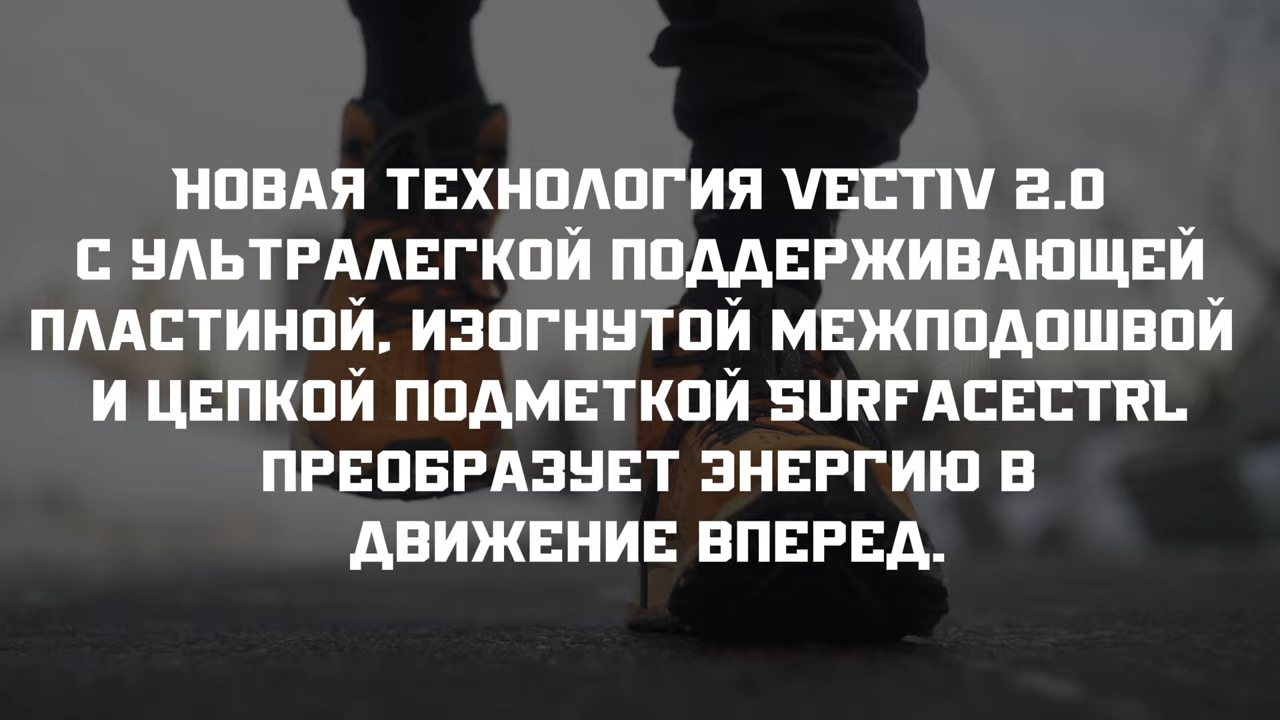 НОВАЯ ТЕХНОЛОГИЯ VECTIV 2.0
С УЛЬТРАЛЕГКОЙ ПОДДЕРЖИВАЮЩЕЙ
ПЛАСТИНОЙ, ИЗОГНУТОЙ МЕЖПОДОШВОЙ
И ЦЕПКОЙ ПОДМЕТКОЙ SURFACECTRL
ПРЕОБРАЗУЕТ ЭНЕРГИЮ В
ДВИЖЕНИЕ ВПЕРЕД.